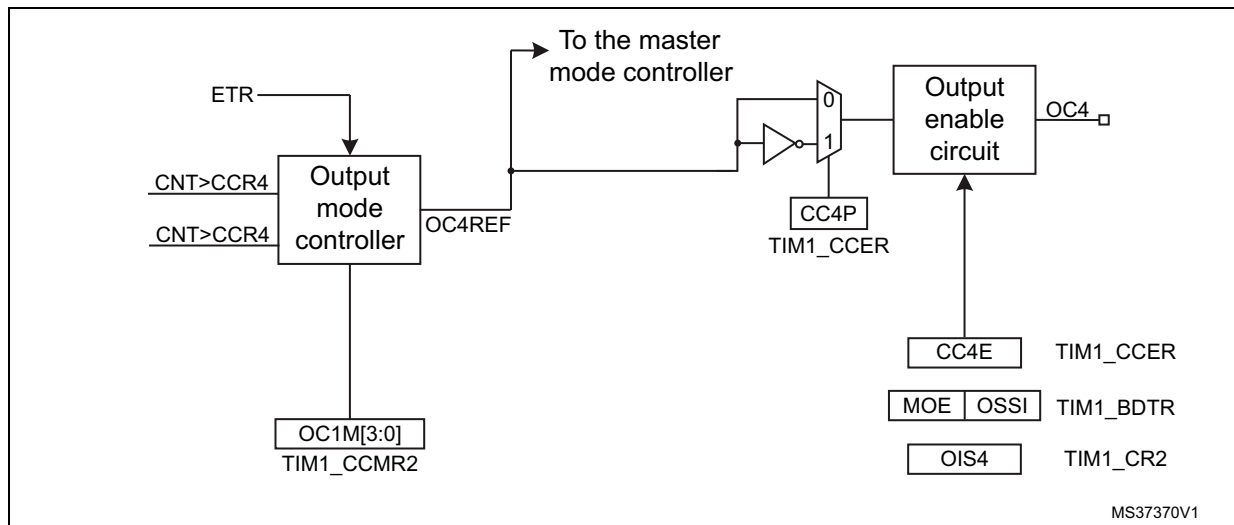 To the master
mode controller
ETR
0
Output
enable
circuit
OC4
1
CNT>CCR4
Output
mode
controller
CC4P
OC4REF
CNT>CCR4
TIM1_CCER
CC4E
TIM1_CCER
MOE
OSSI
TIM1_BDTR
OC1M[3:0]
TIM1_CCMR2
OIS4
TIM1_CR2
MS37370V1